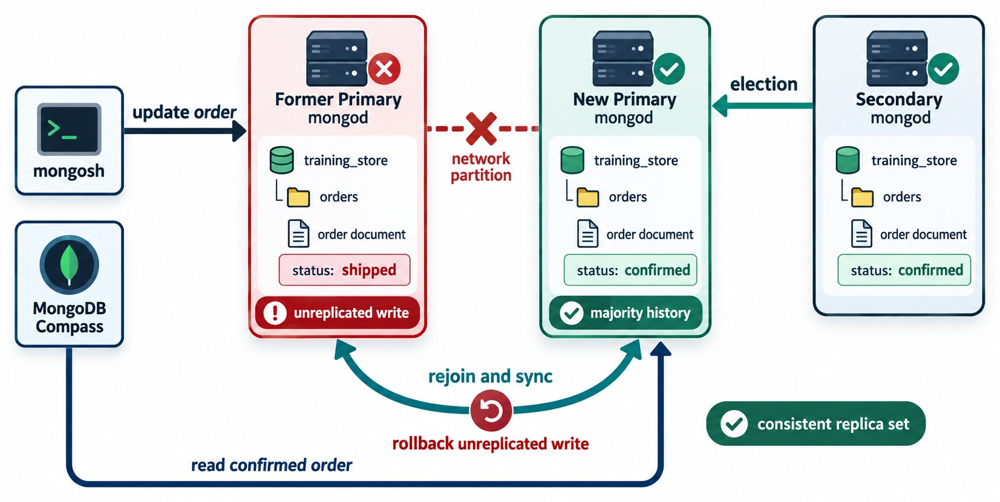 mongosh
MongoDB
Compass
update order
Former Primary
mongod
training_store
orders
order document
status: shipped
unreplicated write
network
partition
New Primary
mongod
training_store
orders
order document
status: confirmed
majority history
election
Secondary
mongod
training_store
orders
order document
status: confirmed
rejoin and sync
rollback unreplicated write
read confirmed order
consistent replica set